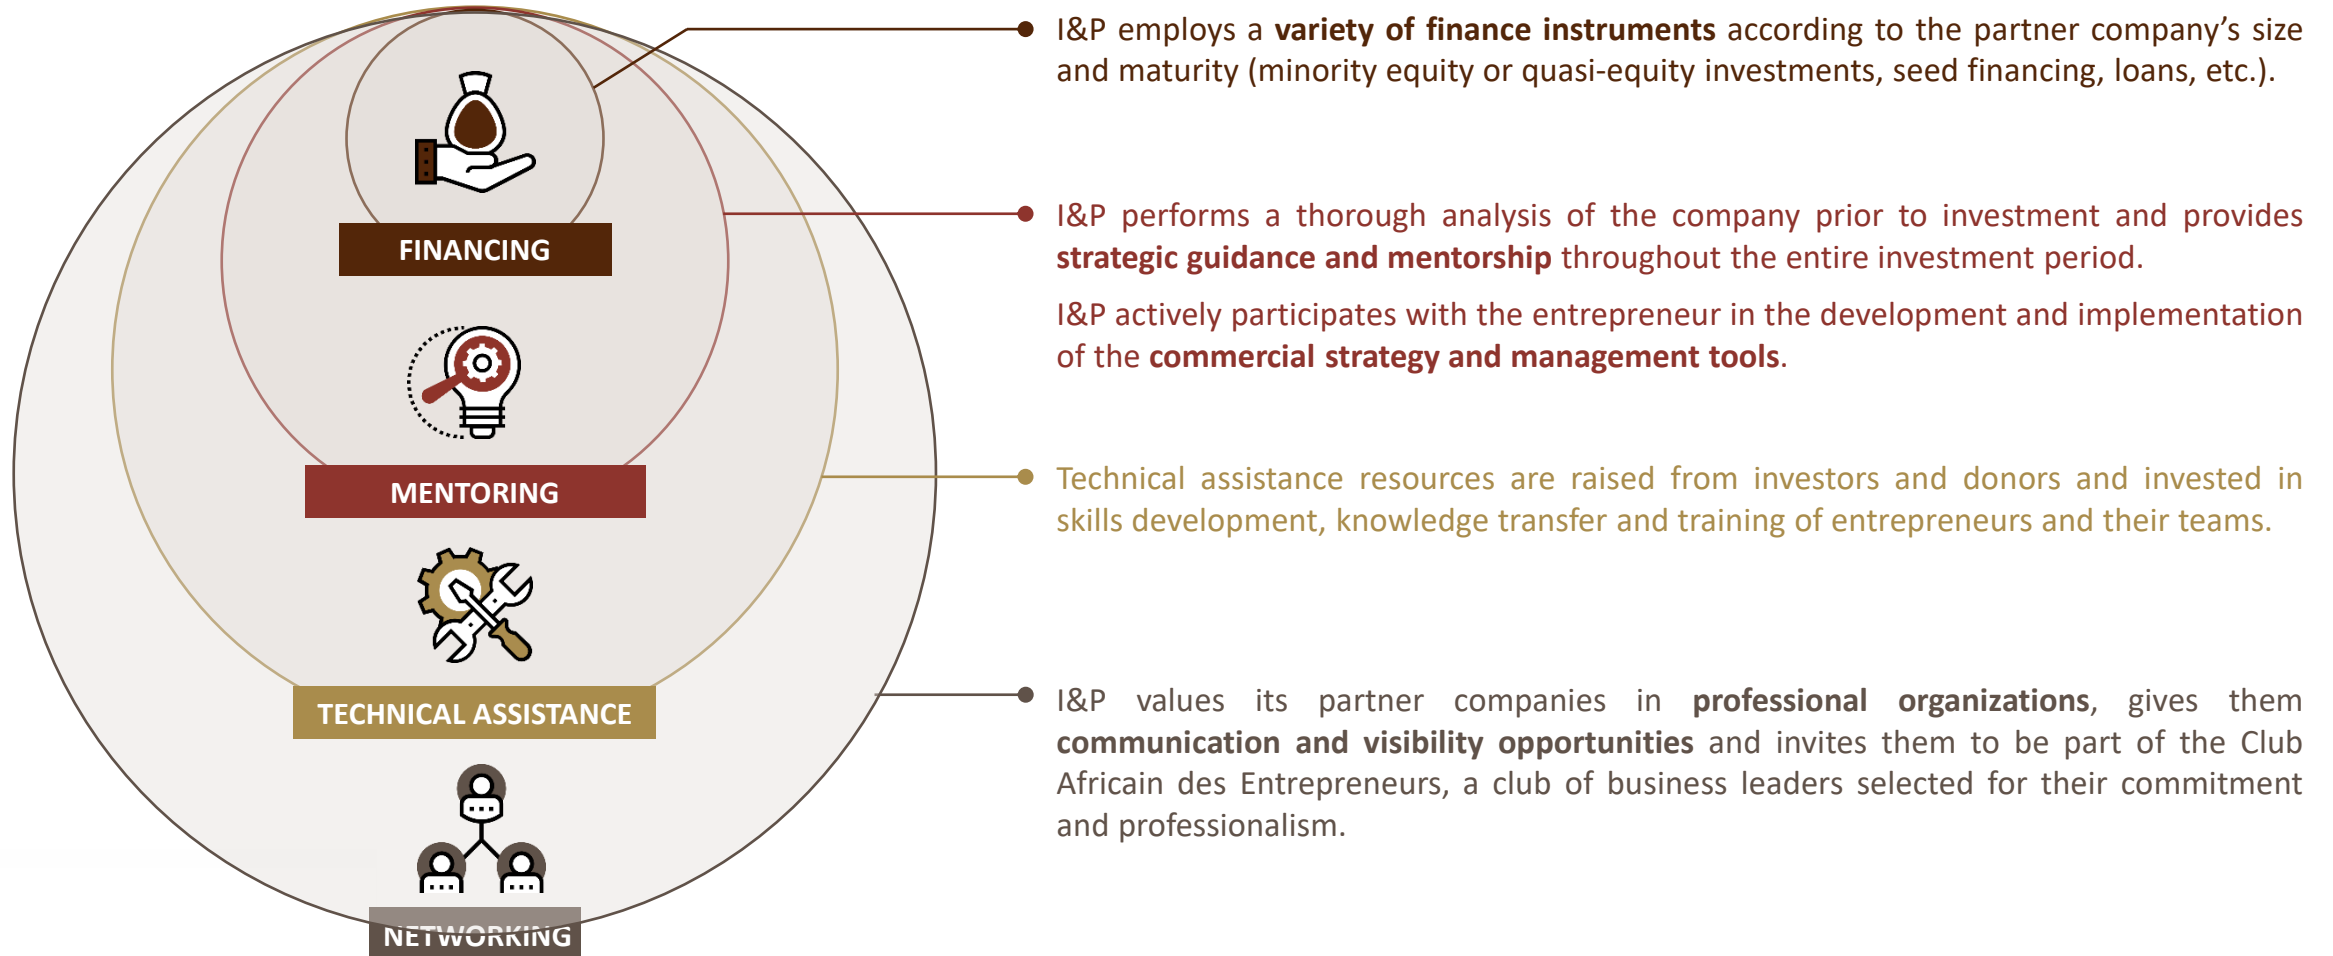 I&P employs a variety of finance instruments according to the partner company’s size
and maturity (minority equity or quasi-equity investments, seed financing, loans, etc.).
FINANCING
I&P performs a thorough analysis of the company prior to investment and provides
strategic guidance and mentorship throughout the entire investment period.
I&P actively participates with the entrepreneur in the development and implementation
of the commercial strategy and management tools.
MENTORING
Technical assistance resources are raised from investors and donors and invested in
skills development, knowledge transfer and training of entrepreneurs and their teams.
TECHNICAL ASSISTANCE
I&P values its partner companies in professional organizations, gives them
communication and visibility opportunities and invites them to be part of the Club
Africain des Entrepreneurs, a club of business leaders selected for their commitment
and professionalism.
NETWORKING